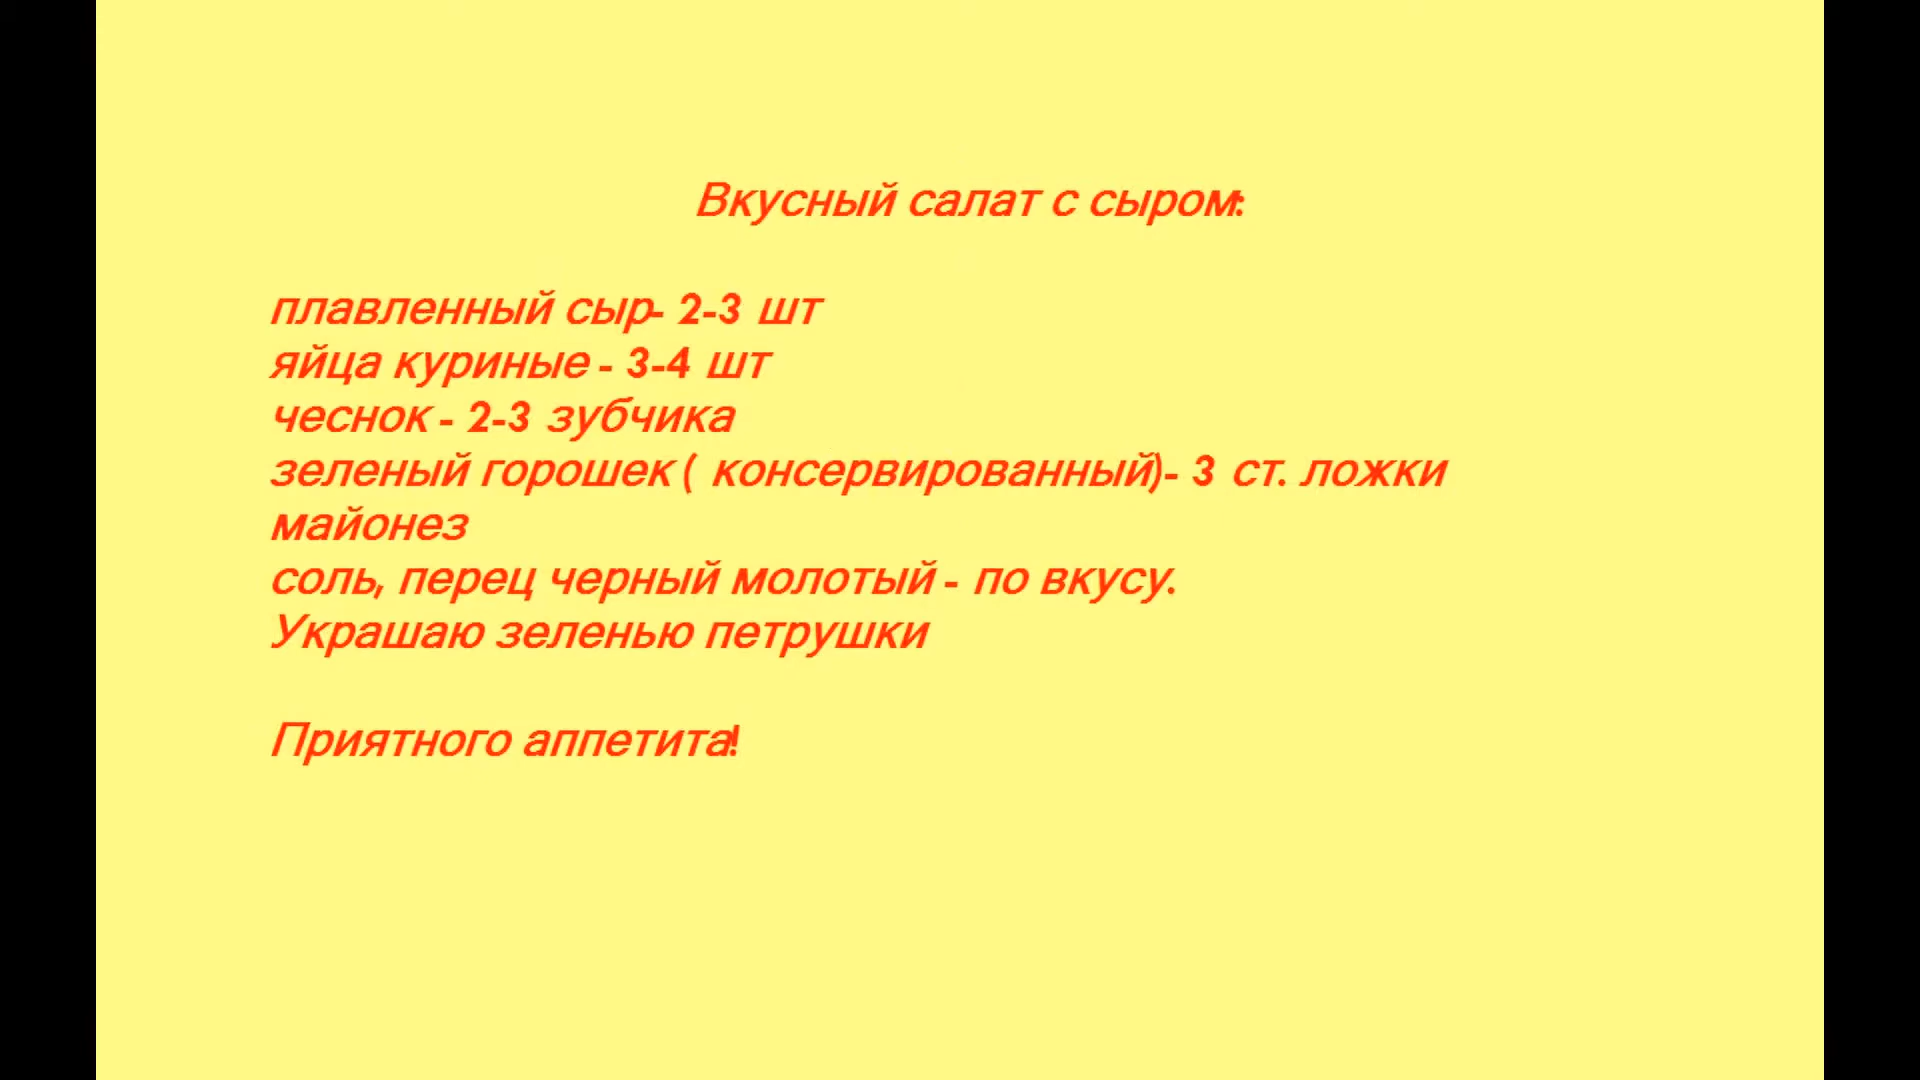 Вкусный салат с сыром:
плавленный сыр- 2-3 шт
яйца куриные - 3-4 шт
чеснок - 2-3 зубчика
зеленый горошек ( консервированный)- 3 ст. ложки
майонез
соль, перец черный молотый - по вкусу.
Украшаю зеленью петрушки
Приятного аппетита!